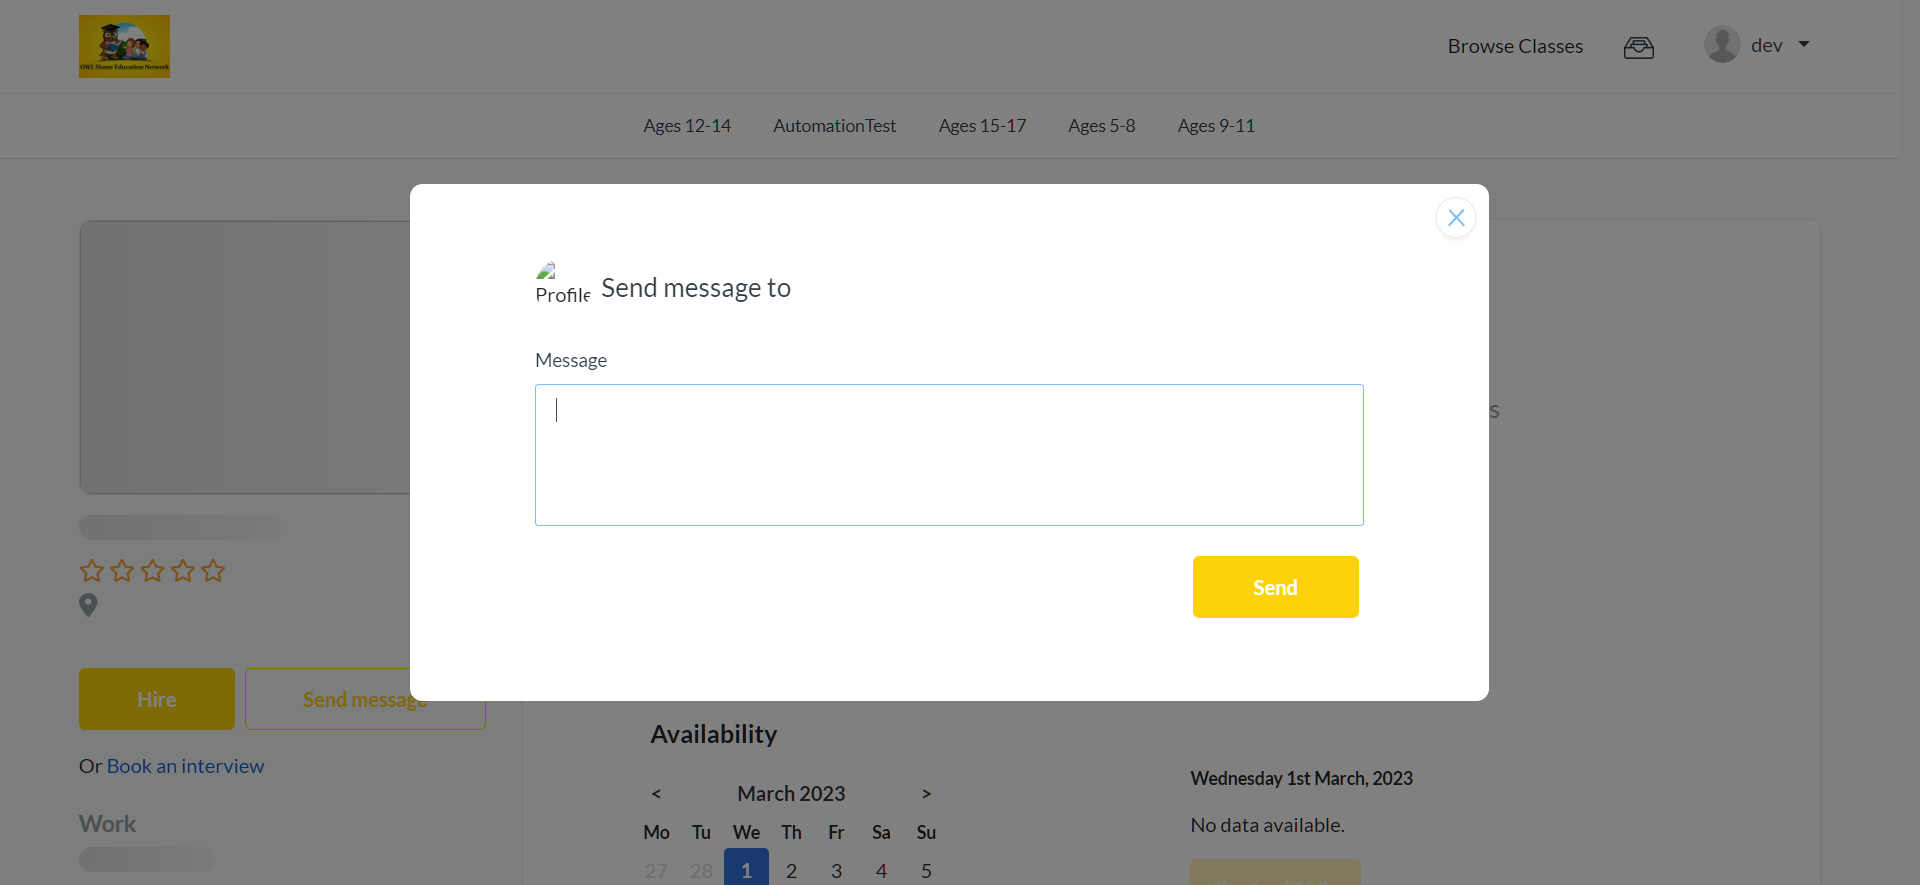 OWL Home Education Network
Browse Classes
dev
Ages 12-14
AutomationTest
Ages 15-17
Ages 5-8
Ages 9-11
Profile
Send message to
Message
s
Send
Hire
Send message
Or Book an interview
Work
Availability
< March 2023 >
Mo Tu We Th Fr Sa Su
27 28 1 2 3 4 5
Wednesday 1st March, 2023
No data available.